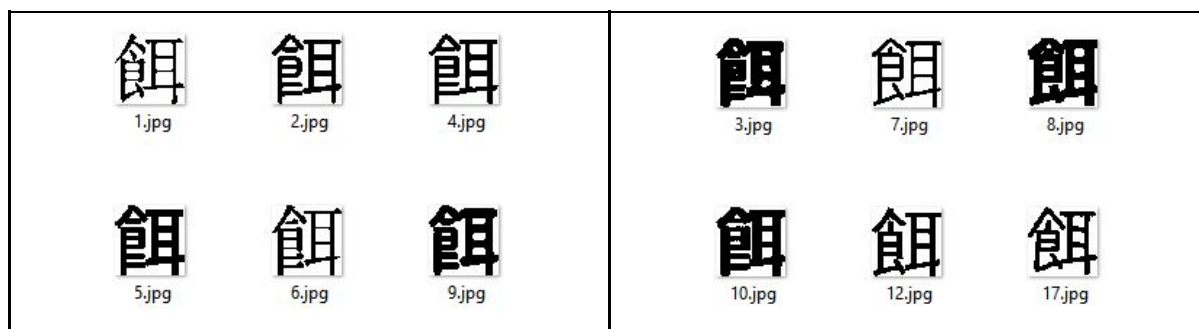 餌 餌 餌 餌 餌 餌
1.jpg 2.jpg 4.jpg 3.jpg 7.jpg 8.jpg
餌 餌 餌 餌 餌 餌
5.jpg 6.jpg 9.jpg 10.jpg 12.jpg 17.jpg